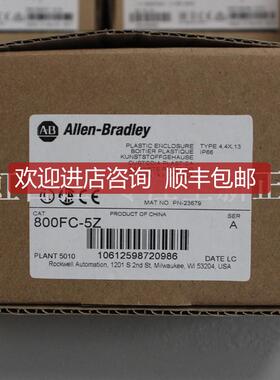 AB Allen-Bradley
PLASTIC ENCLOSURE
BOITIER PLASTIQUE
KUNSTSTOFFGEHAUSE
TYPE 4.4X.13
IP66
欢迎进店咨询 顺丰包邮
MAT NO PN-23679
CAT
PRODUCT OF CHINA
SER
800FC-5Z
A
PLANT 5010
10612598720986
DATE LC
Rockwell Automation, 1201 S 2nd St, Milwaukee, WI 53204, USA